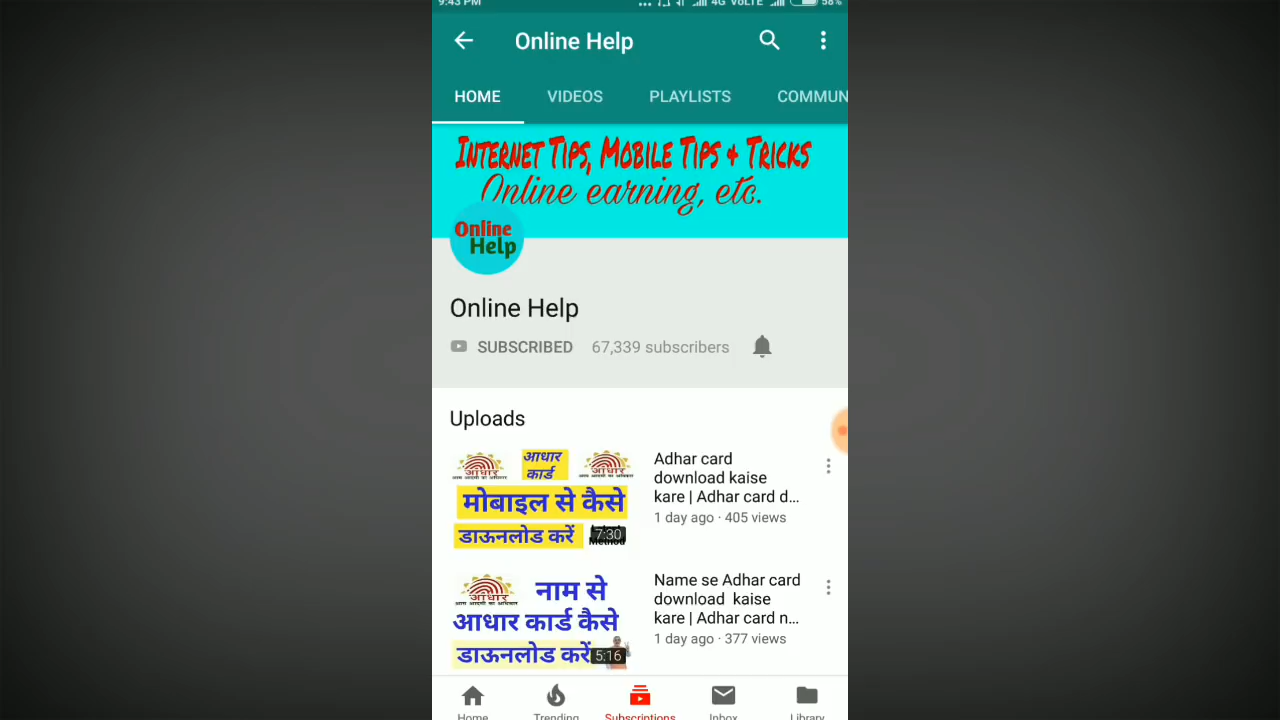 9:43 PM
4G VoLTE
58%
Online Help
HOME
VIDEOS
PLAYLISTS
COMMUN
INTERNET TIPS, MOBILE TIPS & TRICKS
Online earning, etc.
Online
Help
Online Help
SUBSCRIBED
67,339 subscribers
Uploads
आधार
कार्ड
आधार
आधार
मोबाइल से कैसे
डाऊनलोड करें
7:30
Method
Adhar card
download kaise
kare | Adhar card d...
1 day ago · 405 views
आधार
नाम से
आधार कार्ड कैसे
डाऊनलोड करें
5:16
Name se Adhar card
download kaise
kare | Adhar card n...
1 day ago · 377 views
Home
Trending
Subscriptions
Inbox
Library